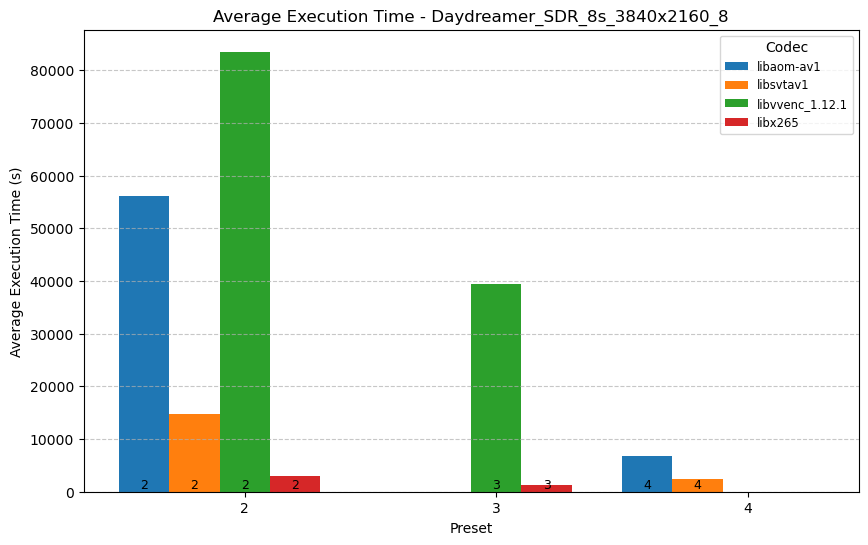 Average Execution Time - Daydreamer_SDR_8s_3840x2160_8
Codec
libaom-av1
libsvtav1
libvvenc_1.12.1
libx265
Average Execution Time (s)
80000
70000
60000
50000
40000
30000
20000
10000
0
2 2 2 2 3 3 4 4
2 3 4
Preset